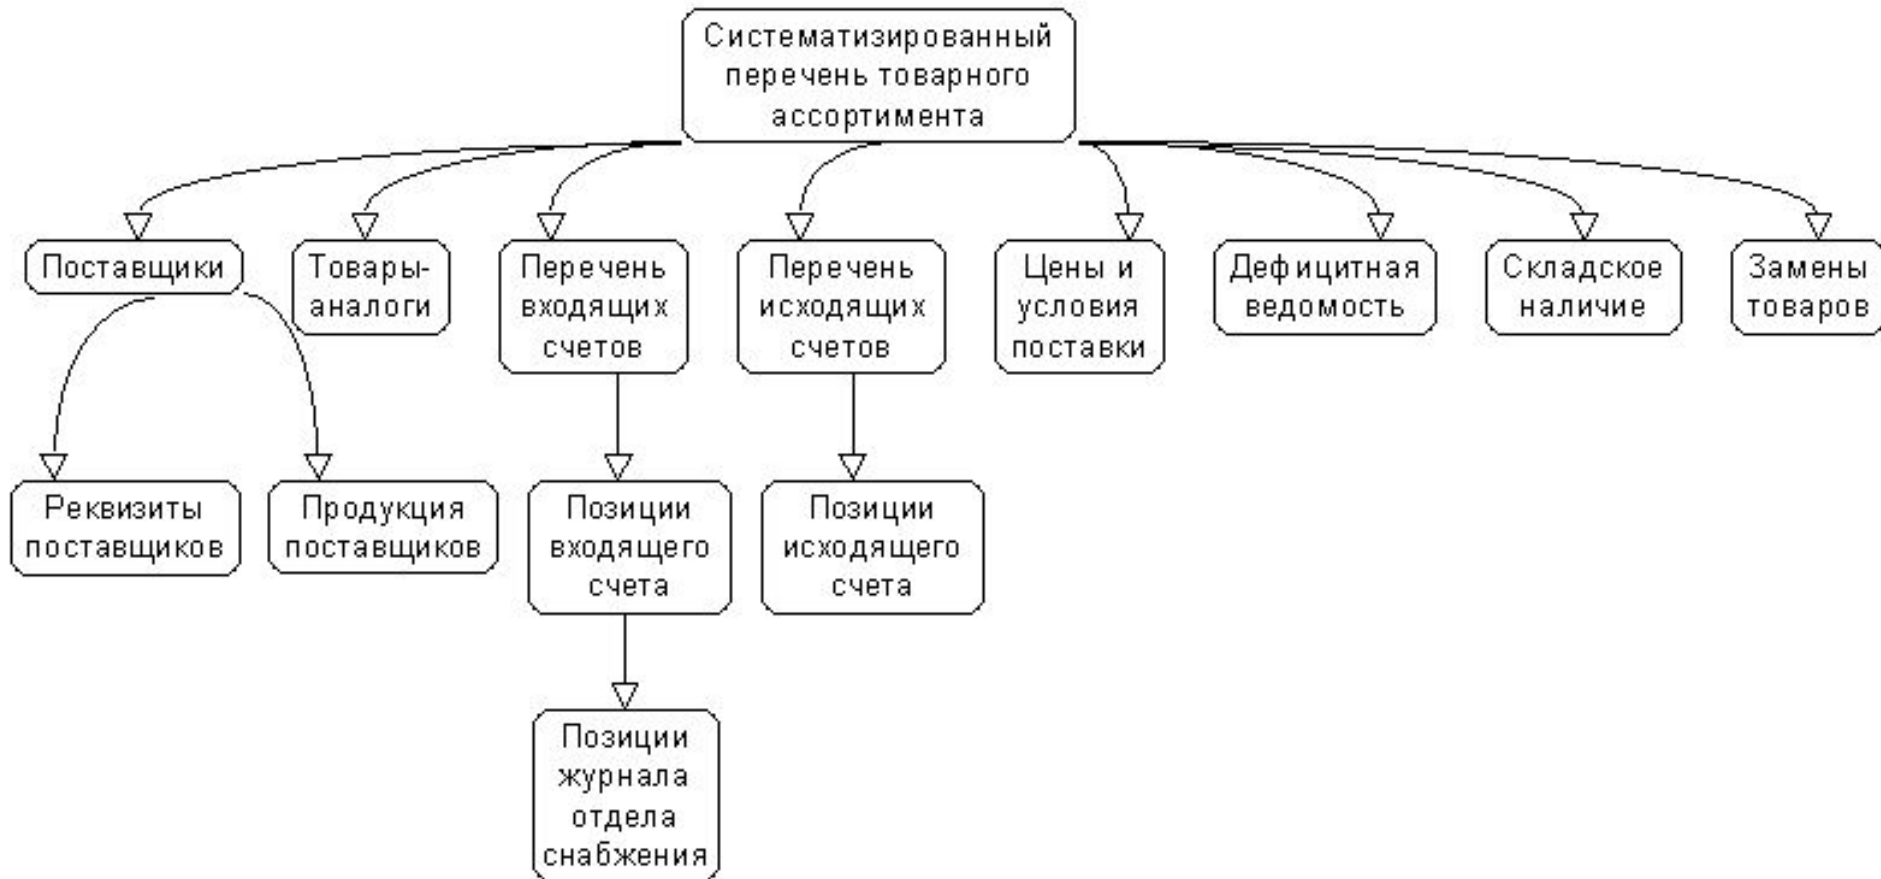 Систематизированный
перечень товарного
ассортимента
Поставщики
Товары-
аналоги
Перечень
входящих
счетов
Перечень
исходящих
счетов
Цены и
условия
поставки
Дефицитная
ведомость
Складское
наличие
Замены
товаров
Реквизиты
поставщиков
Продукция
поставщиков
Позиции
входящего
счета
Позиции
исходящего
счета
Позиции
журнала
отдела
снабжения